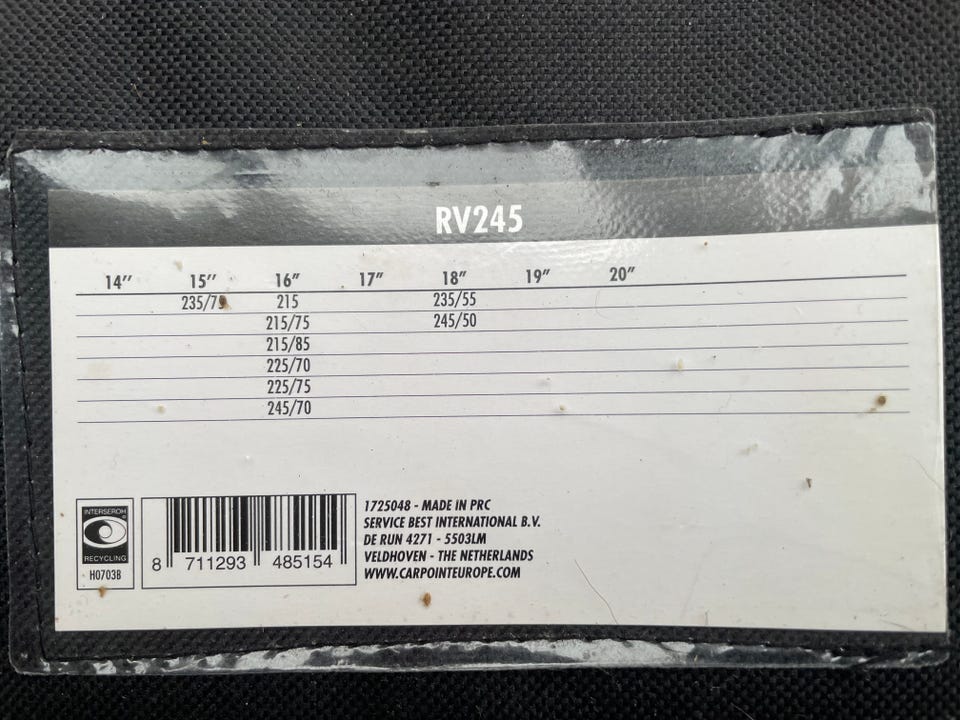 RV245
14’’ 15’’ 16” 17” 18” 19” 20”
235/75 215 235/55
215/75 245/50
215/85
225/70
225/75
245/70
INTERSEROH
RECYCLING
H0703B
8 711293 485154
1725048 - MADE IN PRC
SERVICE BEST INTERNATIONAL B.V.
DE RUN 4271 - 5503LM
VELDHOVEN - THE NETHERLANDS
WWW.CARPOINTEUROPE.COM